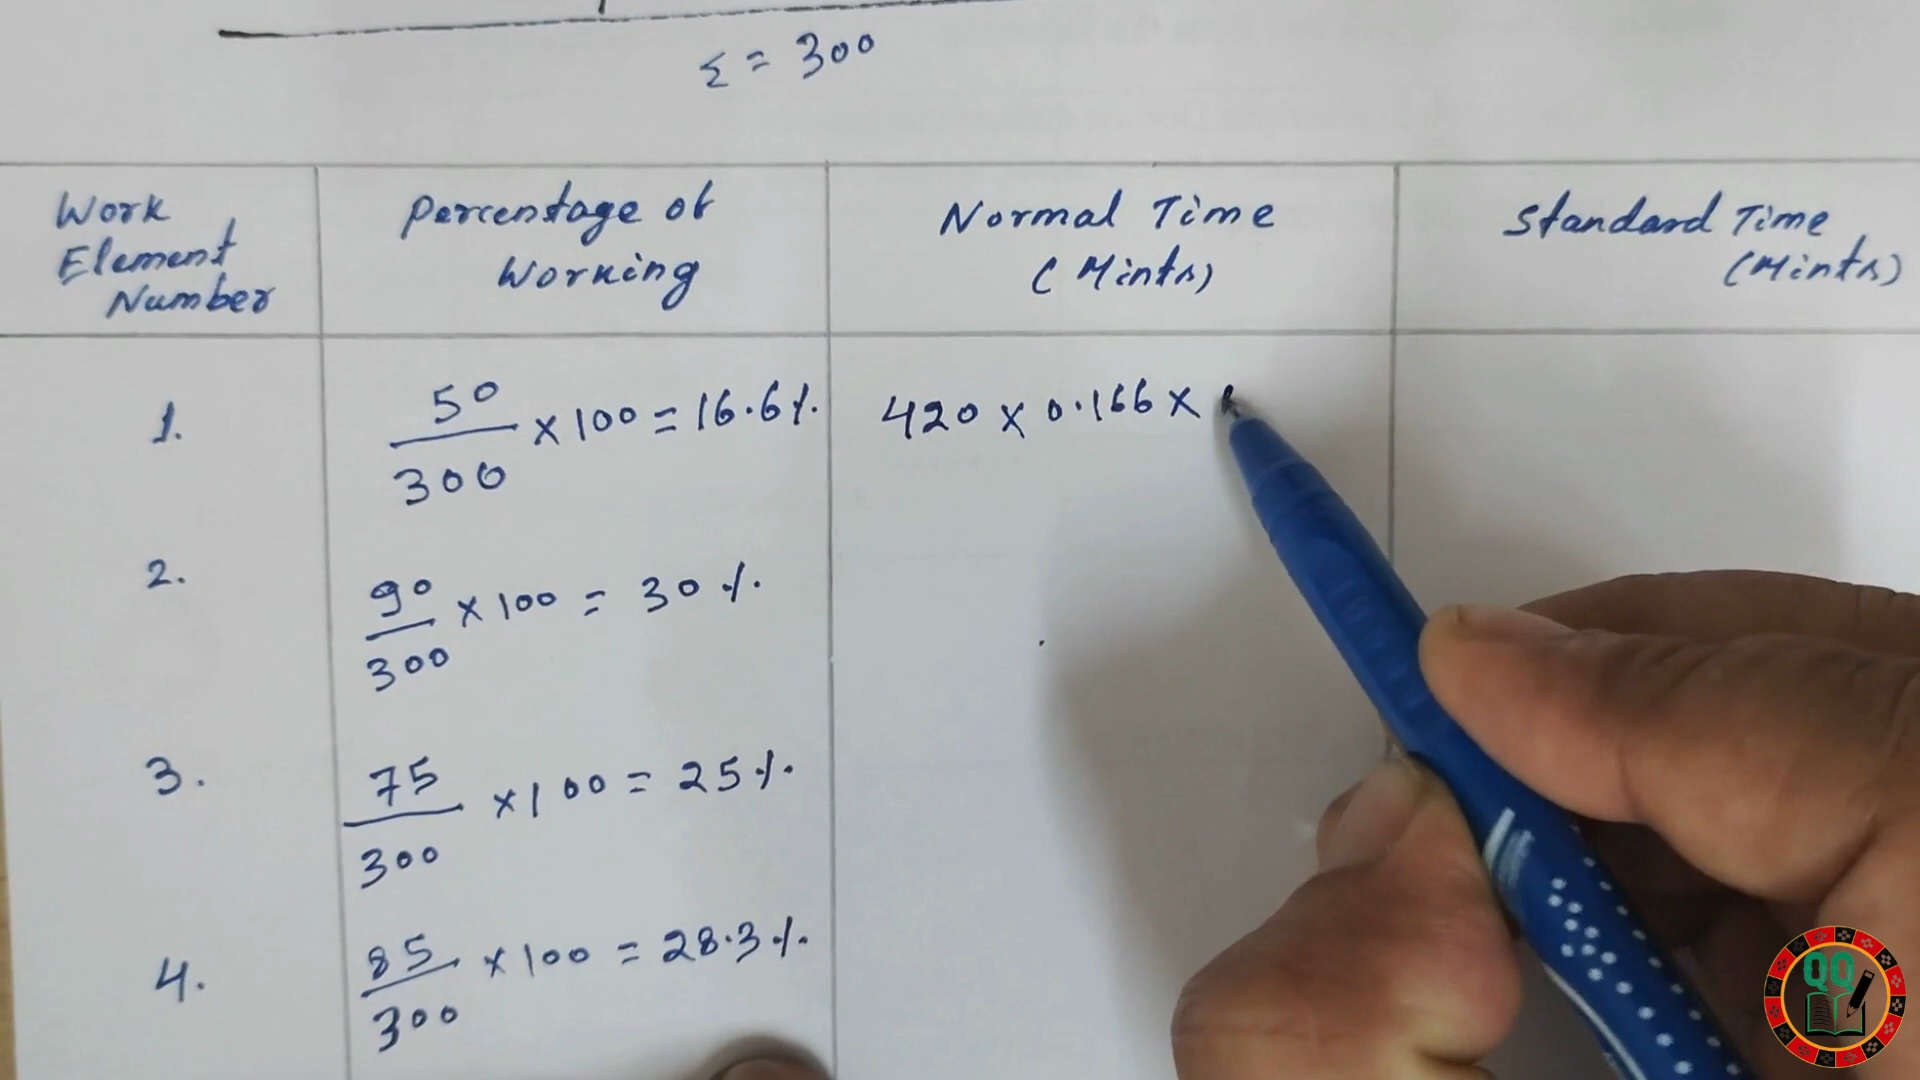 Σ = 300
Work Element Number
Percentage of Working
Normal Time (Mints)
Standard Time (Mints)
1.
50/300 × 100 = 16.6%
420 × 0.166 ×
2.
90/300 × 100 = 30%
3.
75/300 × 100 = 25%
4.
85/300 × 100 = 28.3%
QQ